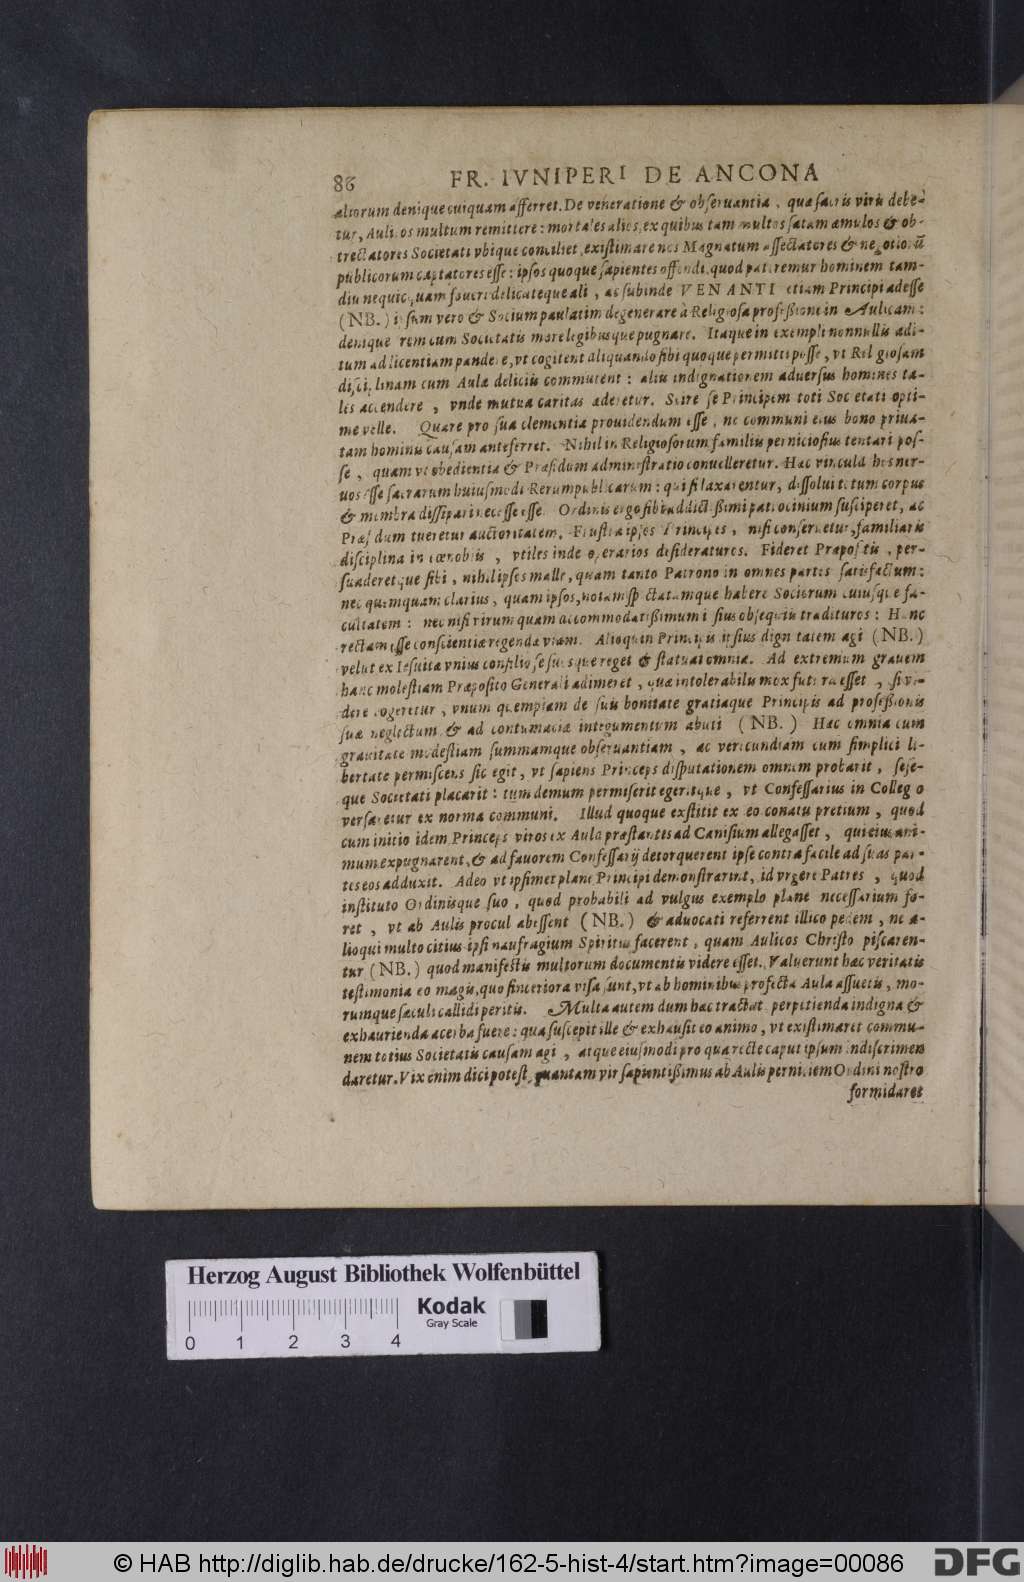 86 FR. IVNIPERI DE ANCONA
altorum denique cuiquam afferret. De veneratione & obseruantia, quæ sacris viris debe-
tur, Aulicos multum remittere: mortales alios, ex quibus tam multos satam æmulos & ob-
trectatores Societati vbique conciliet, existimare nos Magnatum assectatores & negotiorũ
publicorum captatores esse: ipsos quoque sapientes offendi, quod pateremur hominem tam-
diu nequicquam fouere delicateque ali, ac subinde VENANTI etiam Principi adesse
(NB.) ipsum vero & Socium paulatim degenerare à Religiosa professione in Aulicam:
denique rem cum Societatis more legibusque pugnare. Itaque in exemplo nonnullis adi-
tum ad licentiam pandere, vt cogitent aliquando sibi quoque permitti posse, vt Religiosam
disciplinam cum Aulæ deliciis commutent: aliis indignationem aduersus homines ta-
les accendere, vnde mutua caritas æderetur. Scire se Principem toti Societati opti-
me velle. Quare pro sua clementia prouidendum esse, ne communi eius bono priua-
tam hominis causam anteferret. Nihil in Religiosorum familiis perniciosius tentari pos-
se, quam vt obedientia & Præsidum administratio conuelleretur. Hac vincula hos ner-
uos esse sacrarum huiusmodi Rerumpublicarum: qui si laxarentur, dissolui totum corpus
& membra dissipari necesse esse. Ordinis ergo sibi addictissimi patrocinium susciperet, ac
Præsidum tueretur auctoritatem. Frustra ipsos Principes, nisi conseruetur, familiaris
disciplina in cœnobiis, vtiles inde operarios desideraturos. Fideret Præpositis, per-
suaderetque sibi, nihil ipsos malle, quam tanto Patrono in omnes partes satisfactum:
nec quemquam clarius, quam ipsos, notam spectatamque habere Sociorum cuiusque fa-
cultatem: nec nisi virum quam accommodatissimum ipsius obsequiis tradituros: Hanc
rectam esse conscientiæ regendæ viam. Alioquin Principis ipsius dignitatem agi (NB.)
velut ex Iesuitæ vnius consilio se suosque reget & statuat omnia. Ad extremum grauem
hanc molestiam Præposito Generali adimeret, quæ intolerabilis mox futura esset, si vi-
dere cogeretur, vnum quempiam de suis bonitate gratiaque Principis ad professionis
suæ neglectum & ad contumaciæ integumentum abuti (NB.) Hac omnia cum
grauitate modestiam summamque obseruantiam, ac verecundiam cum simplici li-
bertate permiscens sic egit, vt sapiens Princeps disputationem omnem probarit, sese-
que Societati placarit: tum demum permiserit egeritque, vt Confessarius in Collegio
versaretur ex norma communi. Illud quoque exstitit ex eo conatu pretium, quod
cum initio idem Princeps viros ex Aula præstantes ad Canisium allegasset, qui eius ani-
mum expugnarent, & ad fauorem Confessarij detorquerent ipse contra facile ad suas par-
tes eos adduxit. Adeo vt ipsimet plane Principi demonstrarint, id vrgere Patres, quod
instituto Ordinisque suo, quod probabili ad vulgus exemplo plane necessarium fo-
ret, vt ab Aulis procul abessent (NB.) & aduocati referrent illico pedem, ne a-
lioqui multo citius ipsi naufragium Spiritus facerent, quam Aulicos Christo piscaren-
tur (NB.) quod manifestis multorum documentis videre esset. Valuerunt hæc veritatis
testimonia eo magis, quo sinceriora visa sunt, vt ab hominibus profecta Aulæ assuetis, mo-
rumque sæculi callidi peritis. Multa autem dum hæc tractat perpetienda indigna &
exhaurienda acerba fuere: quæ suscepit ille & exhausit eo animo, vt existimaret commu-
nem totius Societatis causam agi, atque eiusmodi pro qua recte caput ipsum in discrimen
daretur. Vix enim dici potest, quantam vir sapientissimus ab Aulis perniciem Ordini nostro
formidaret
Herzog August Bibliothek Wolfenbüttel
Kodak
Gray Scale
0 1 2 3 4
© HAB http://diglib.hab.de/drucke/162-5-hist-4/start.htm?image=00086
DFG